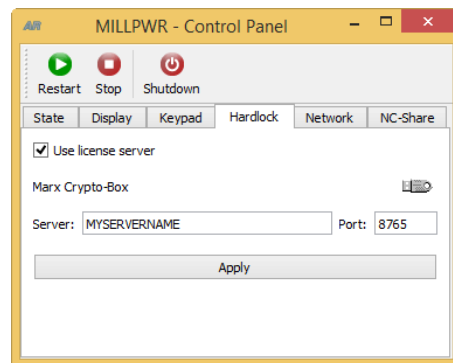 AR MILLPWR - Control Panel
Restart Stop Shutdown
State Display Keypad Hardlock Network NC-Share
Use license server
Marx Crypto-Box
Server: MYSERVERNAME Port: 8765
Apply